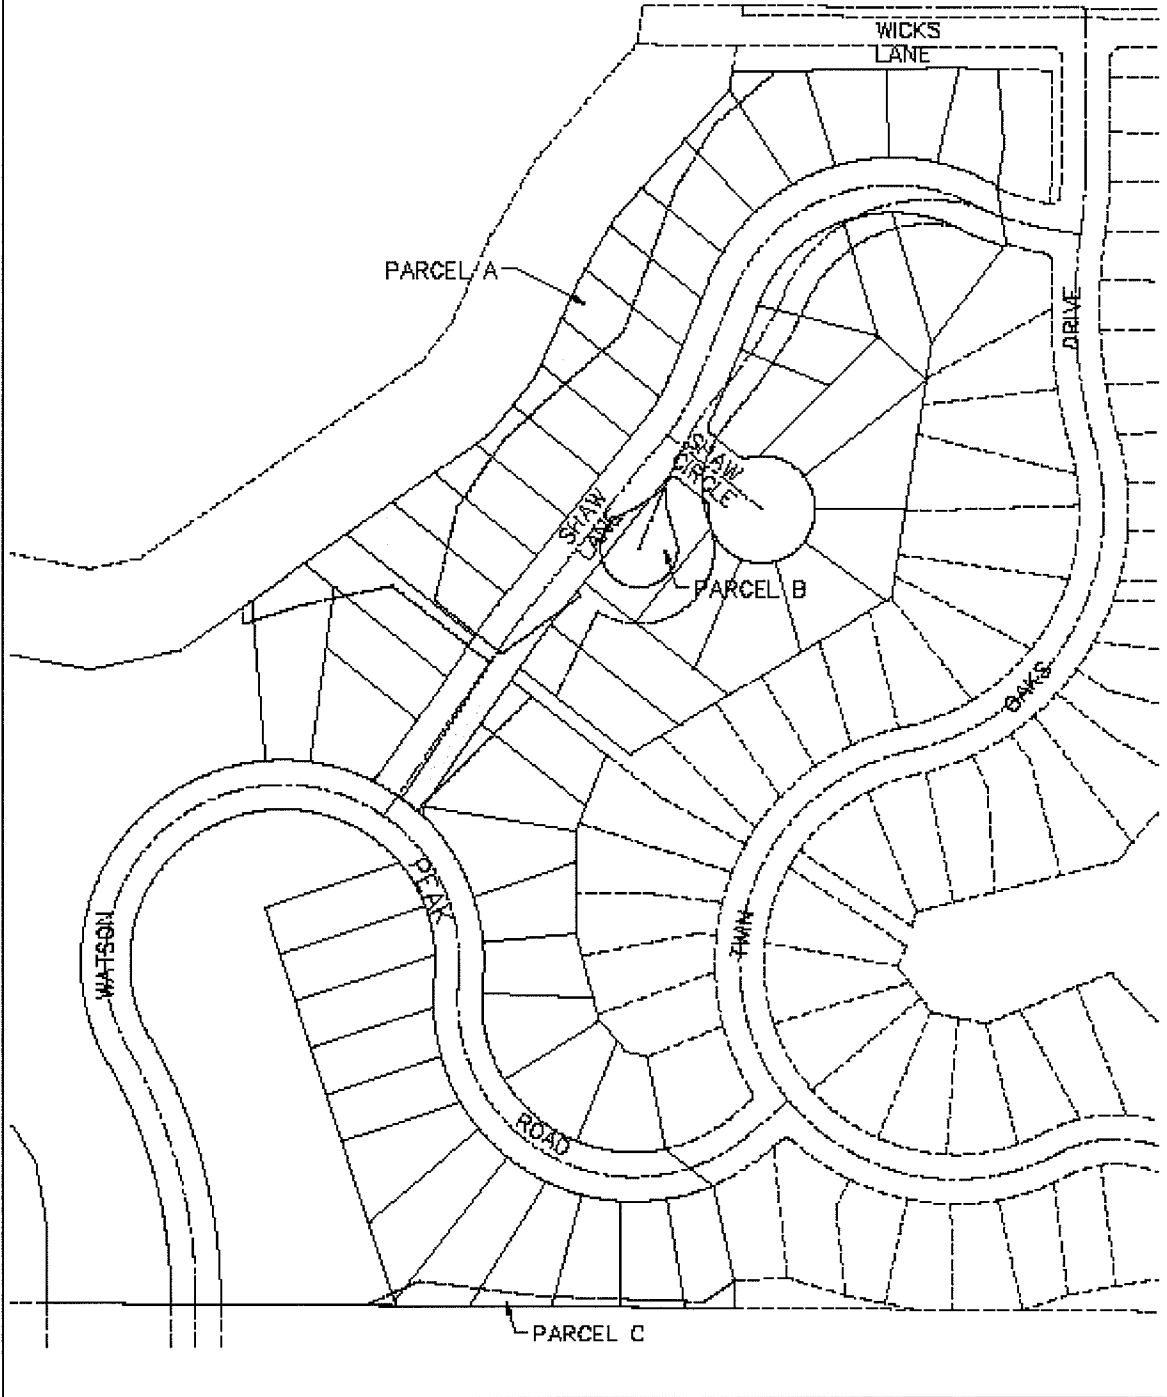 WICKS
LANE
PARCEL A
DRIVE
SHAW
CIRCLE
SHAW
LANE
PARCEL B
OAKS
PEAK
WATSON
TWIN
ROAD
PARCEL C